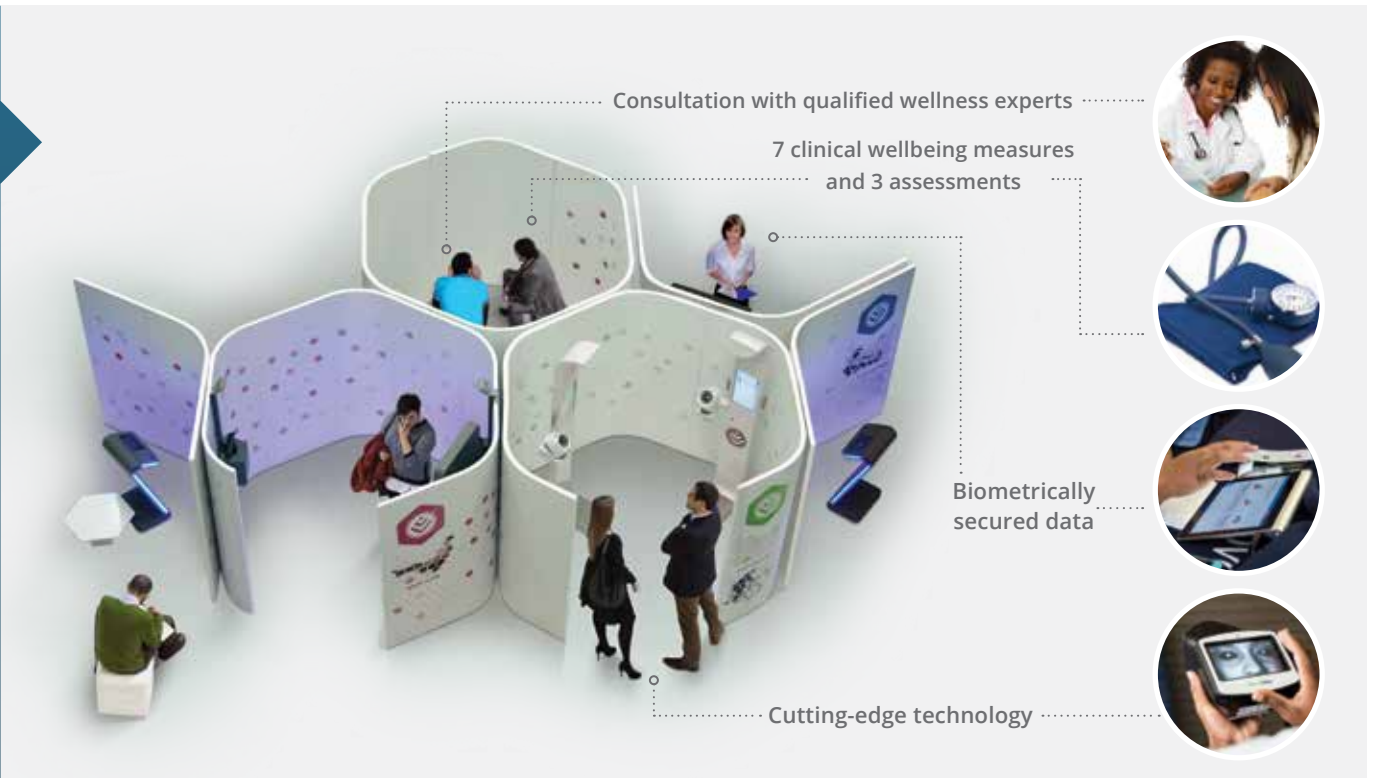 Consultation with qualified wellness experts
7 clinical wellbeing measures
and 3 assessments
Biometrically
secured data
Cutting-edge technology